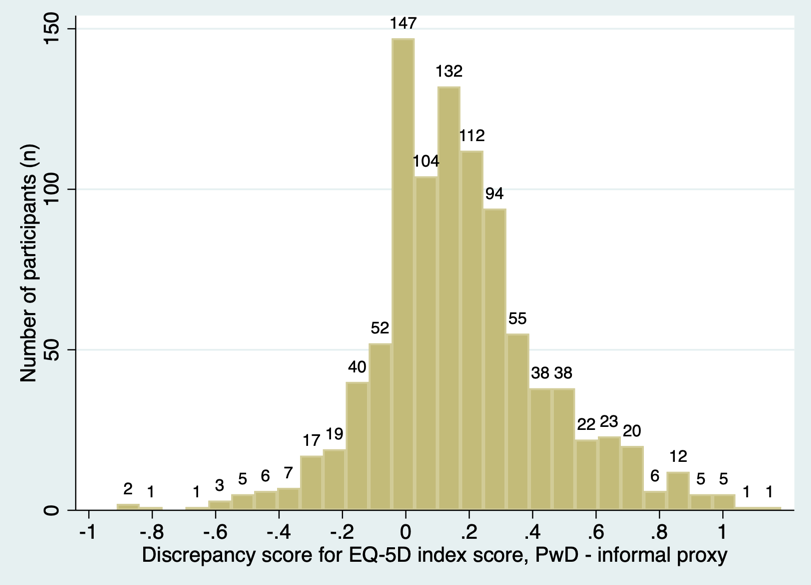 147
132
112
104
94
55
52
40
38 38
22 23 20
17 19
12
2 1 1 3 5 6 7
6 5 5 1 1
150
100
50
0
Number of participants (n)
-1 -.8 -.6 -.4 -.2 0 .2 .4 .6 .8 1
Discrepancy score for EQ-5D index score, PwD - informal proxy